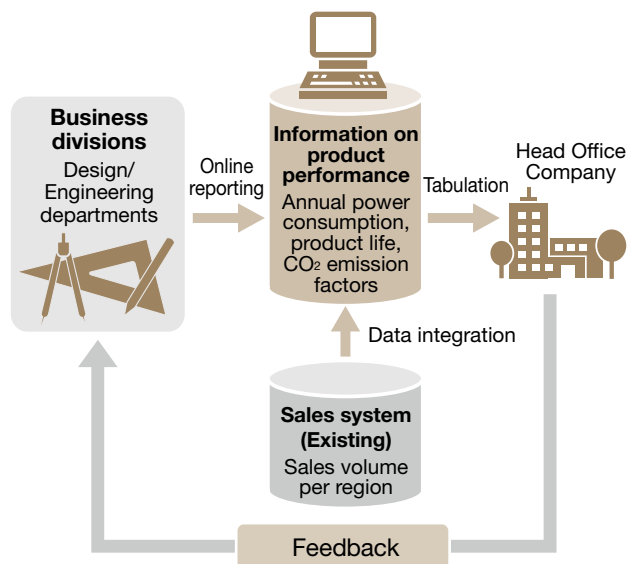 Business
divisions
Design/
Engineering
departments
Online
reporting
Information on
product
performance
Annual power
consumption,
product life,
CO₂ emission
factors
Tabulation
Head Office
Company
Data integration
Sales system
(Existing)
Sales volume
per region
Feedback